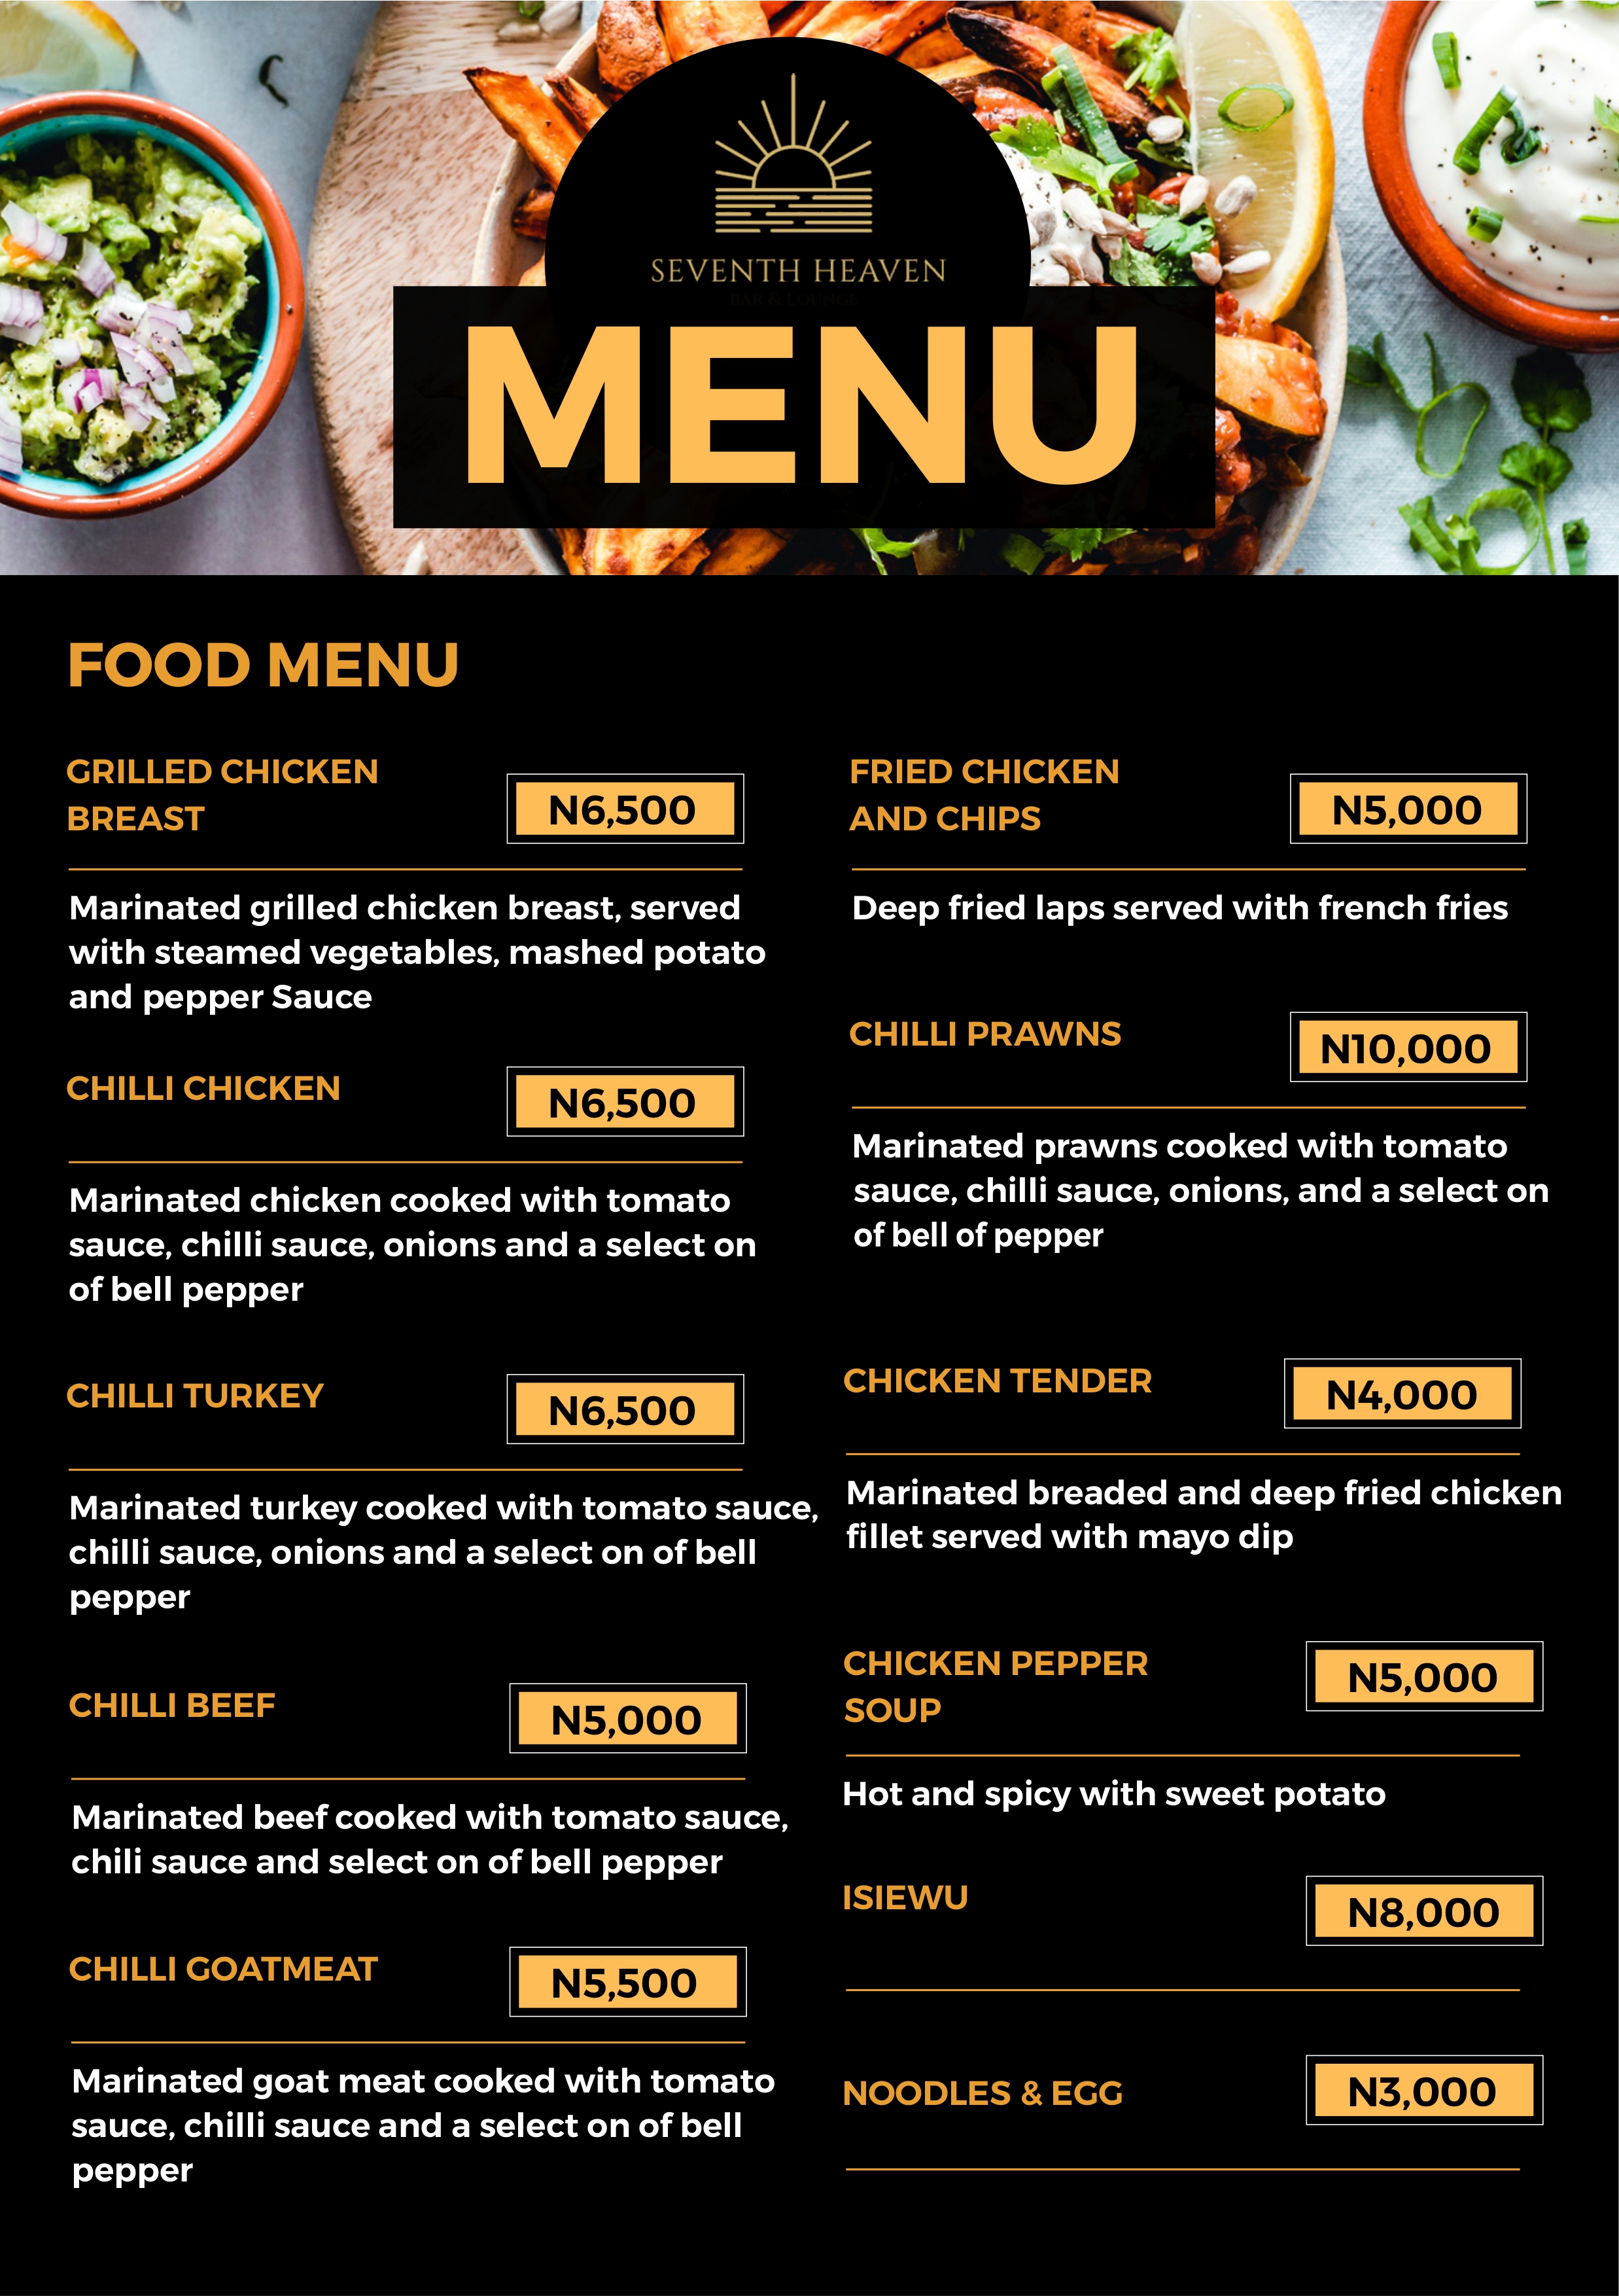 SEVENTH HEAVEN
BAR & LOUNGE
MENU
FOOD MENU
GRILLED CHICKEN
BREAST
N6,500
Marinated grilled chicken breast, served
with steamed vegetables, mashed potato
and pepper Sauce
CHILLI CHICKEN
N6,500
Marinated chicken cooked with tomato
sauce, chilli sauce, onions and a select on
of bell pepper
CHILLI TURKEY
N6,500
Marinated turkey cooked with tomato sauce,
chilli sauce, onions and a select on of bell
pepper
CHILLI BEEF
N5,000
Marinated beef cooked with tomato sauce,
chili sauce and select on of bell pepper
CHILLI GOATMEAT
N5,500
Marinated goat meat cooked with tomato
sauce, chilli sauce and a select on of bell
pepper
FRIED CHICKEN
AND CHIPS
N5,000
Deep fried laps served with french fries
CHILLI PRAWNS
N10,000
Marinated prawns cooked with tomato
sauce, chilli sauce, onions, and a select on
of bell of pepper
CHICKEN TENDER
N4,000
Marinated breaded and deep fried chicken
fillet served with mayo dip
CHICKEN PEPPER
SOUP
N5,000
Hot and spicy with sweet potato
ISIEWU
N8,000
NOODLES & EGG
N3,000